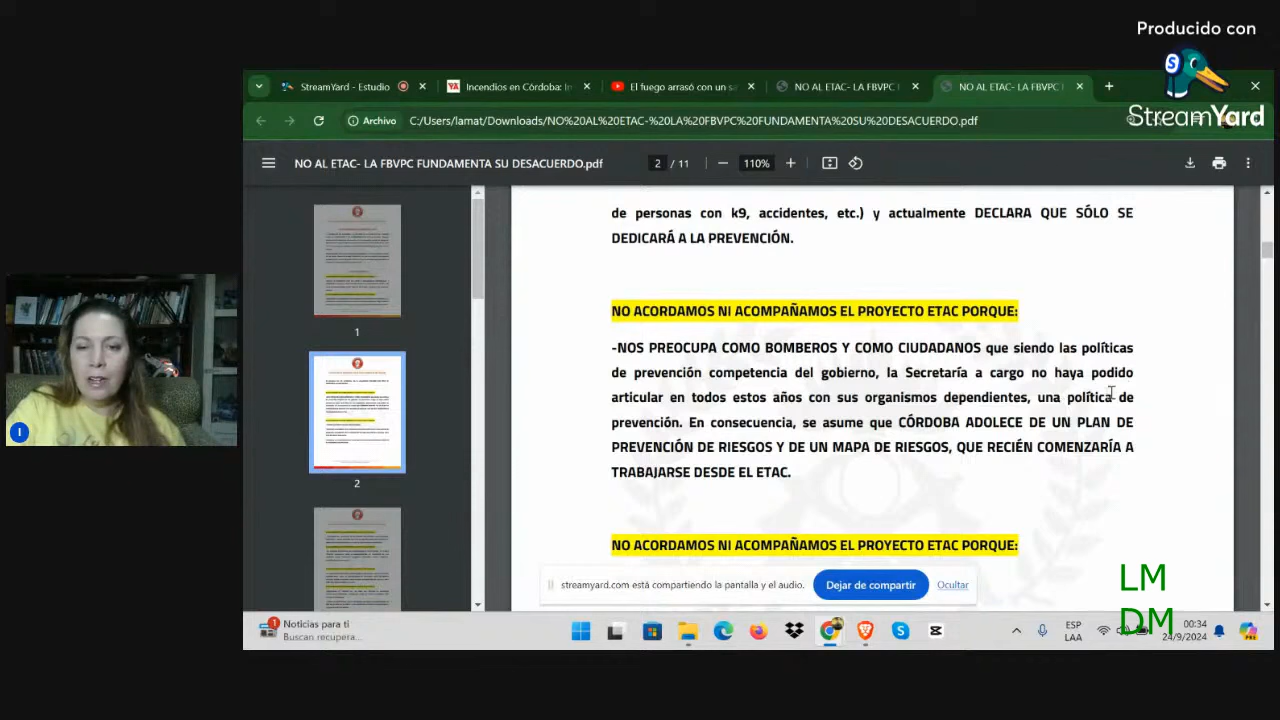 Producido con
StreamYard
StreamYard - Estudio
Incendios en Córdoba: In
El fuego arrasó con un sa
NO AL ETAC- LA FBVPC
NO AL ETAC- LA FBVPC
Archivo
C:/Users/lamat/Downloads/NO%20AL%20ETAC-%20LA%20FBVPC%20FUNDAMENTA%20SU%20DESACUERDO.pdf
NO AL ETAC- LA FBVPC FUNDAMENTA SU DESACUERDO.pdf
2 / 11
110%
de personas con k9, accidentes, etc.) y actualmente DECLARA QUE SÓLO SE
DEDICARÁ A LA PREVENCIÓN.
NO ACORDAMOS NI ACOMPAÑAMOS EL PROYECTO ETAC PORQUE:
-NOS PREOCUPA COMO BOMBEROS Y COMO CIUDADANOS que siendo las políticas
de prevención competencia del gobierno, la Secretaría a cargo no haya podido
articular en todos estos años con sus organismos dependientes, una política de
prevención. En consecuencia, se asume que CÓRDOBA ADOLECE DE UN PLAN DE
PREVENCIÓN DE RIESGOS Y DE UN MAPA DE RIESGOS, QUE RECIÉN COMENZARÍA A
TRABAJARSE DESDE EL ETAC.
NO ACORDAMOS NI ACOMPAÑAMOS EL PROYECTO ETAC PORQUE:
1
2
I
streamyard.com está compartiendo la pantalla y el audio.
Dejar de compartir
Ocultar
LM
DM
1
Noticias para ti
Buscan recupera...
ESP
LAA
00:34
24/9/2024